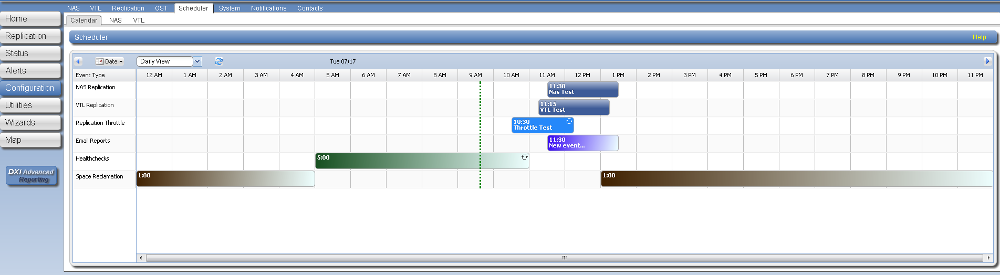 NAS VTL Replication OST Scheduler System Notifications Contacts
Calendar NAS VTL
Home
Replication
Status
Alerts
Configuration
Utilities
Wizards
Map
DXi Advanced
Reporting
Scheduler Help
Date Daily View Tue 07/17
Event Type 12 AM 1 AM 2 AM 3 AM 4 AM 5 AM 6 AM 7 AM 8 AM 9 AM 10 AM 11 AM 12 PM 1 PM 2 PM 3 PM 4 PM 5 PM 6 PM 7 PM 8 PM 9 PM 10 PM 11 PM
NAS Replication
11:30
Nas Test
VTL Replication
11:15
VTL Test
Replication Throttle
10:30
Throttle Test
Email Reports
11:30
New event...
Healthchecks
5:00
Space Reclamation
1:00 1:00